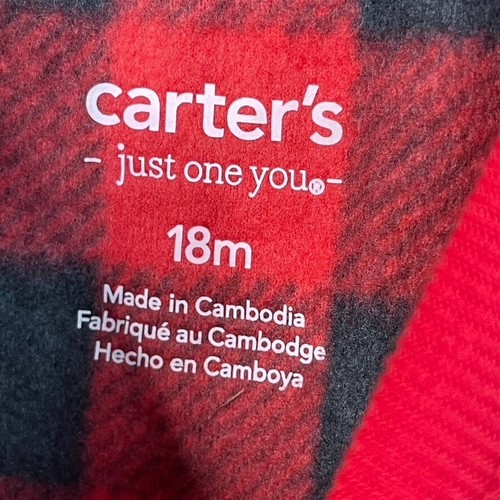 carter's
- just one you®-
18m
Made in Cambodia
Fabriqué au Cambodge
Hecho en Camboya